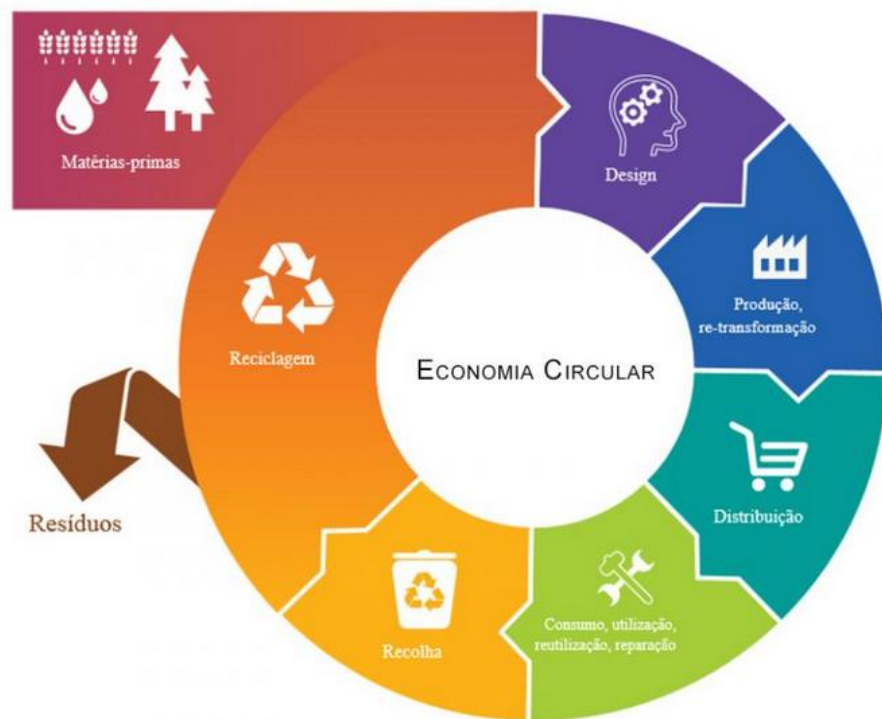 Matérias-primas
Design
Produção,
re-transformação
Reciclagem
ECONOMIA CIRCULAR
Distribuição
Resíduos
Consumo, utilização,
reutilização, reparação
Recolha